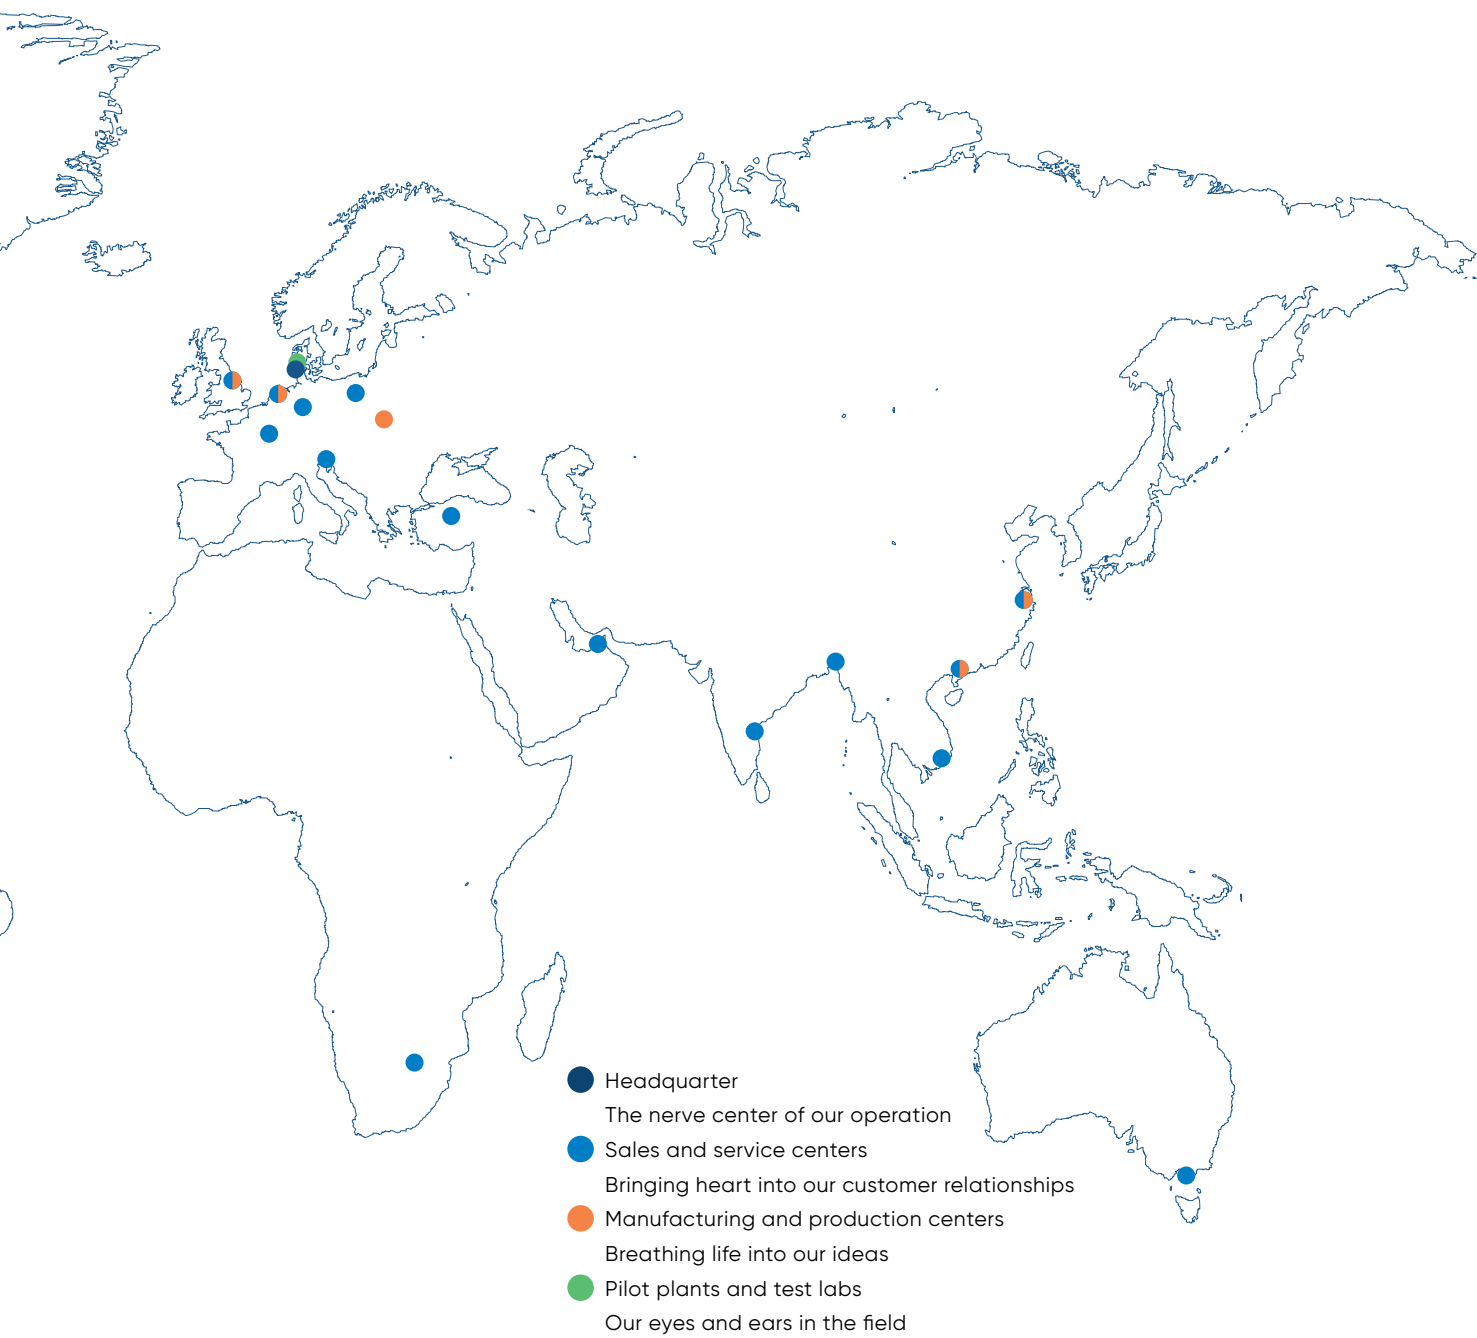 Headquarter
The nerve center of our operation
Sales and service centers
Bringing heart into our customer relationships
Manufacturing and production centers
Breathing life into our ideas
Pilot plants and test labs
Our eyes and ears in the field